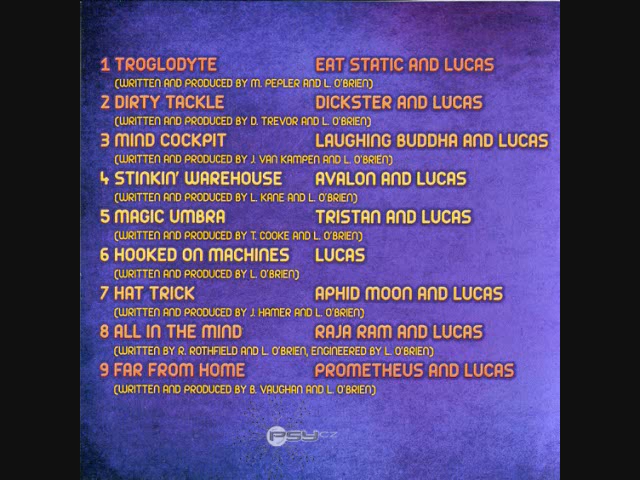 1 TROGLODYTE EAT STATIC AND LUCAS
(WRITTEN AND PRODUCED BY M. PEPLER AND L. O'BRIEN)
2 DIRTY TACKLE DICKSTER AND LUCAS
(WRITTEN AND PRODUCED BY D. TREVOR AND L. O'BRIEN)
3 MIND COCKPIT LAUGHING BUDDHA AND LUCAS
(WRITTEN AND PRODUCED BY J. VAN KAMPEN AND L. O'BRIEN)
4 STINKIN' WAREHOUSE AVALON AND LUCAS
(WRITTEN AND PRODUCED BY L. KANE AND L. O'BRIEN)
5 MAGIC UMBRA TRISTAN AND LUCAS
(WRITTEN AND PRODUCED BY T. COOKE AND L. O'BRIEN)
6 HOOKED ON MACHINES LUCAS
(WRITTEN AND PRODUCED BY L. O'BRIEN)
7 HAT TRICK APHID MOON AND LUCAS
(WRITTEN AND PRODUCED BY J. HAMER AND L. O'BRIEN)
8 ALL IN THE MIND RAJA RAM AND LUCAS
(WRITTEN BY R. ROTHFIELD AND L. O'BRIEN, ENGINEERED BY L. O'BRIEN)
9 FAR FROM HOME PROMETHEUS AND LUCAS
(WRITTEN AND PRODUCED BY B. VAUGHAN AND L. O'BRIEN)
PSY CZ